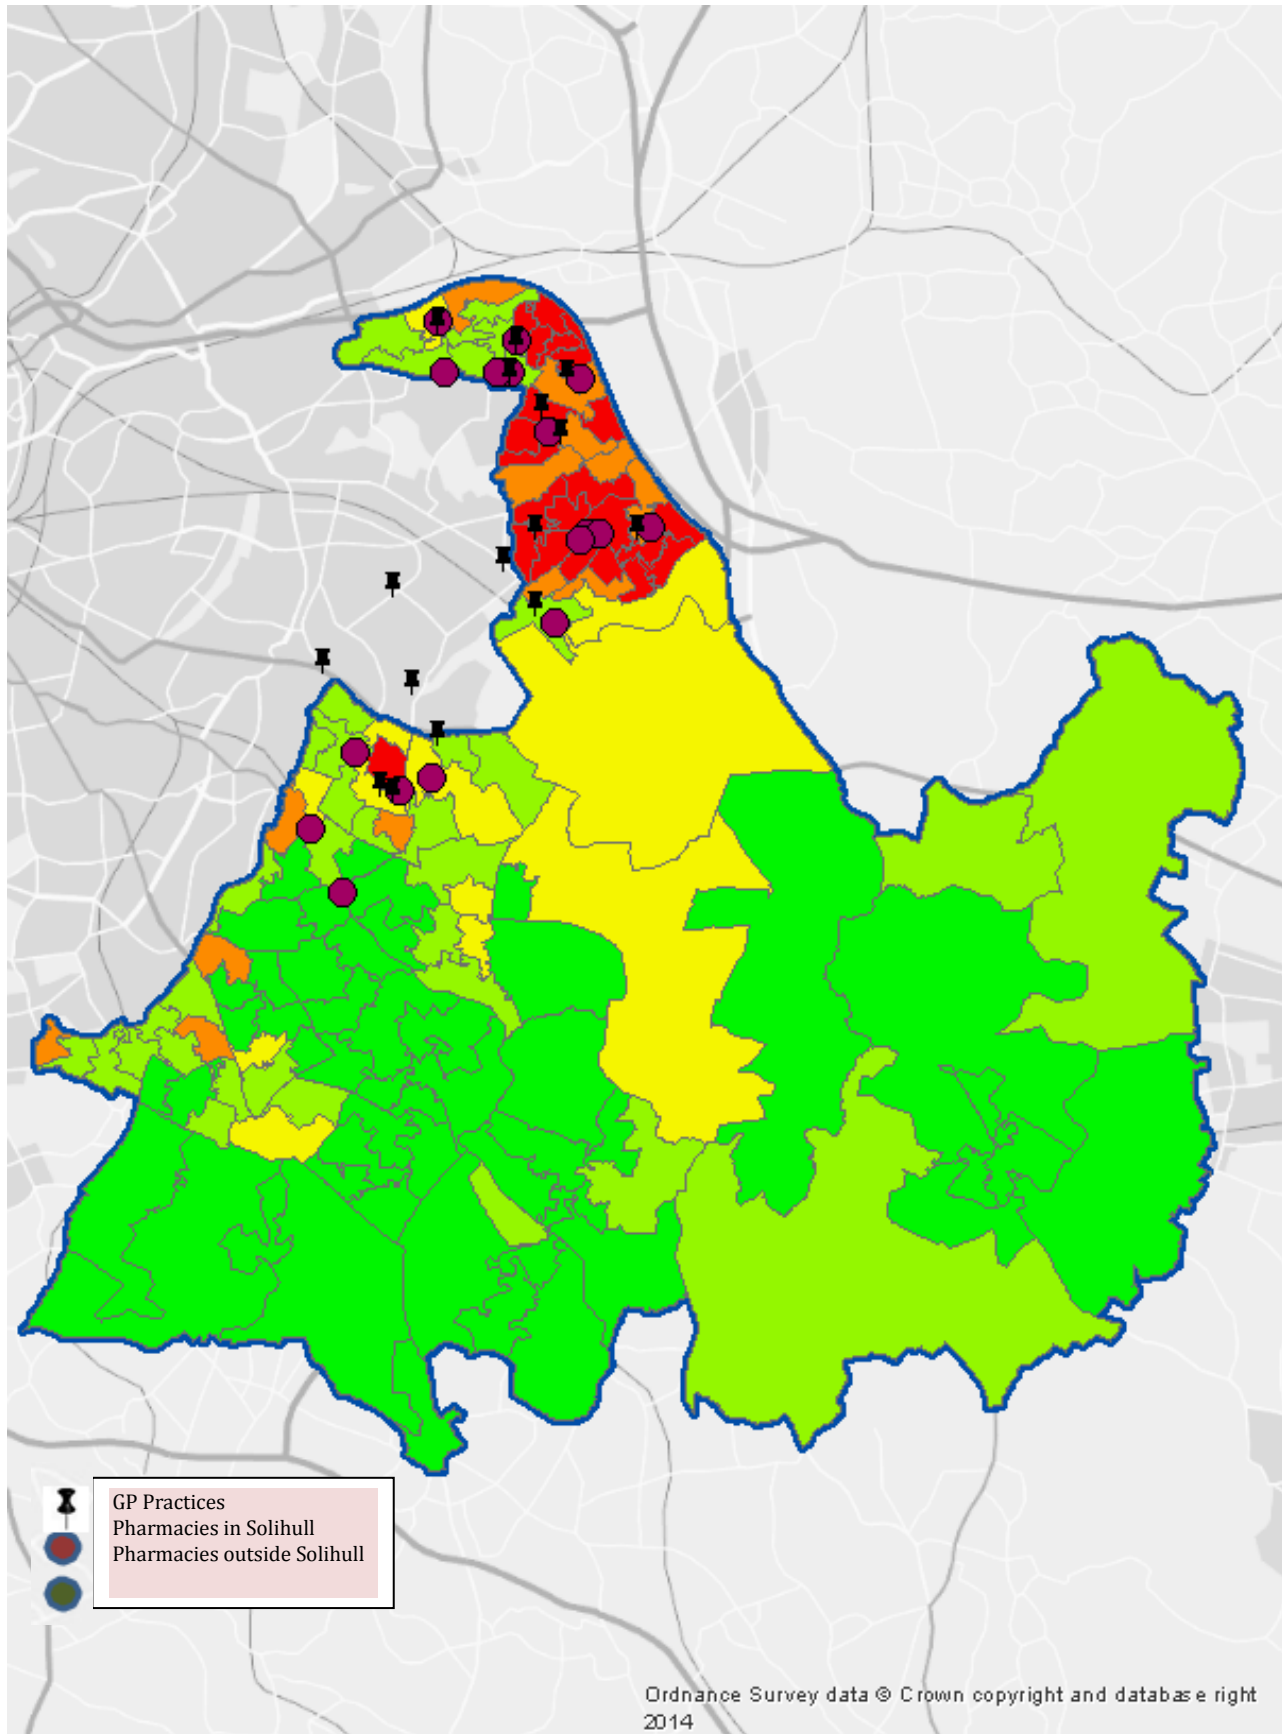 GP Practices
Pharmacies in Solihull
Pharmacies outside Solihull
Ordnance Survey data © Crown copyright and database right
2014